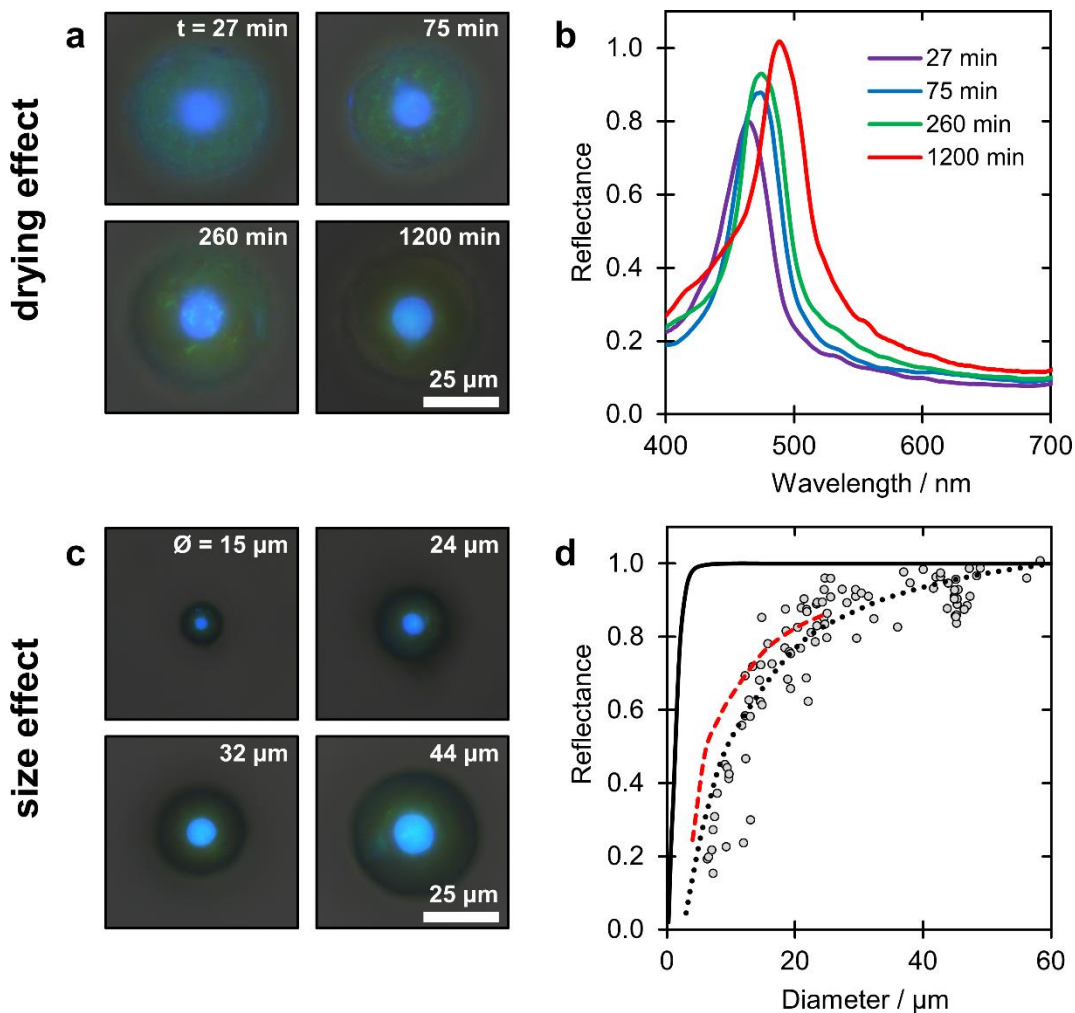 drying effect
a
t = 27 min
75 min
260 min
1200 min
25 µm
b
1.0
0.8
0.6
0.4
0.2
0.0
Reflectance
27 min
75 min
260 min
1200 min
400
500
600
700
Wavelength / nm
size effect
c
Ø = 15 µm
24 µm
32 µm
44 µm
25 µm
d
1.0
0.8
0.6
0.4
0.2
0.0
Reflectance
0
20
40
60
Diameter / µm